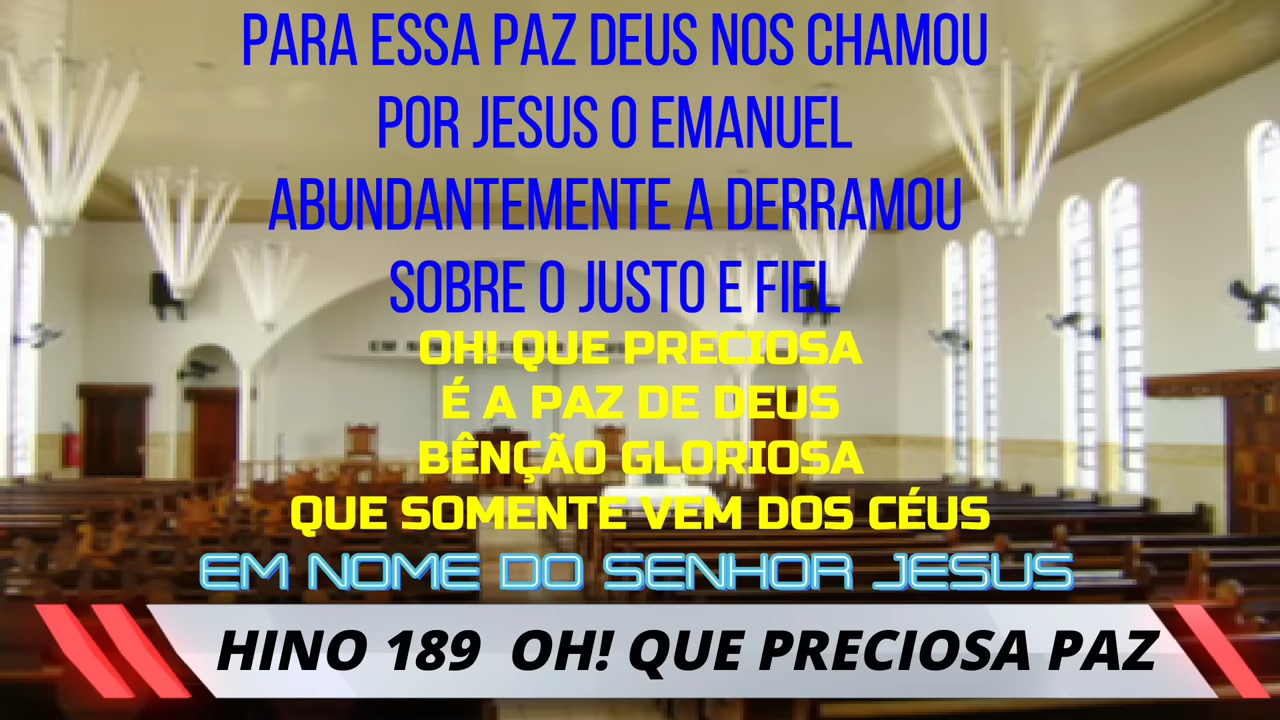 PARA ESSA PAZ DEUS NOS CHAMOU
POR JESUS O EMANUEL
ABUNDANTEMENTE A DERRAMOU
SOBRE O JUSTO E FIEL
OH! QUE PRECIOSA
É A PAZ DE DEUS
BÊNÇÃO GLORIOSA
QUE SOMENTE VEM DOS CÉUS
EM NOME DO SENHOR JESUS
HINO 189 OH! QUE PRECIOSA PAZ